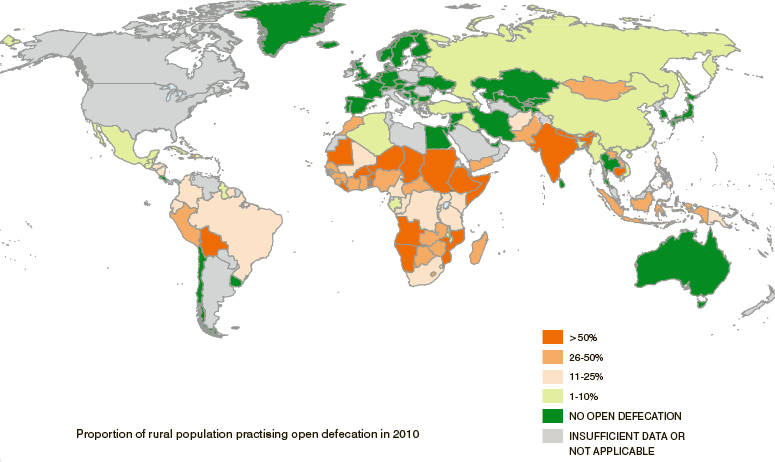 >50%
26-50%
11-25%
1-10%
NO OPEN DEFECATION
INSUFFICIENT DATA OR
NOT APPLICABLE
Proportion of rural population practising open defecation in 2010